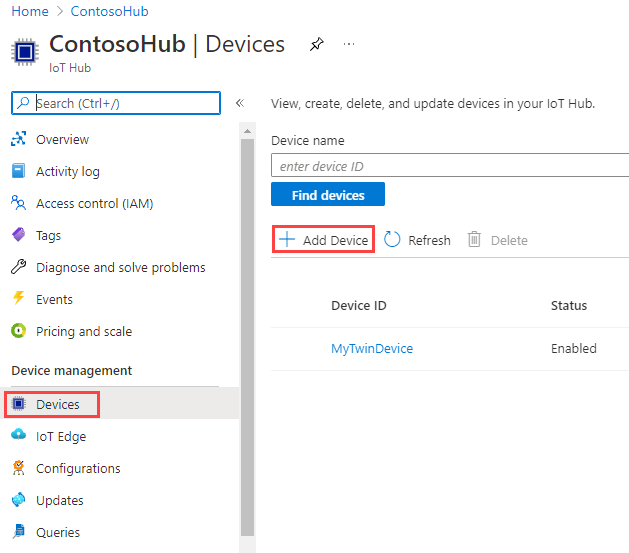 Home > ContosoHub
ContosoHub | Devices ...
IoT Hub
Search (Ctrl+/)
«
Overview
Activity log
Access control (IAM)
Tags
Diagnose and solve problems
Events
Pricing and scale
Device management
Devices
IoT Edge
Configurations
Updates
Queries
View, create, delete, and update devices in your IoT Hub.
Device name
enter device ID
Find devices
Add Device Refresh Delete
Device ID Status
MyTwinDevice Enabled